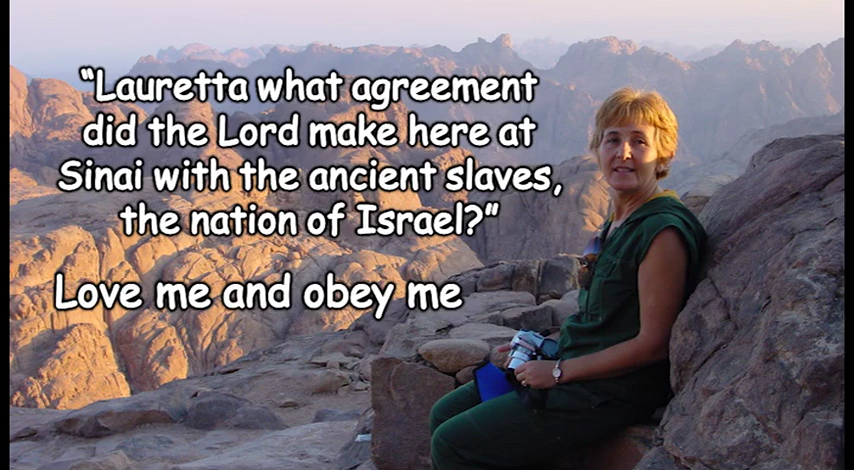 “Lauretta what agreement
did the Lord make here at
Sinai with the ancient slaves,
the nation of Israel?”
Love me and obey me